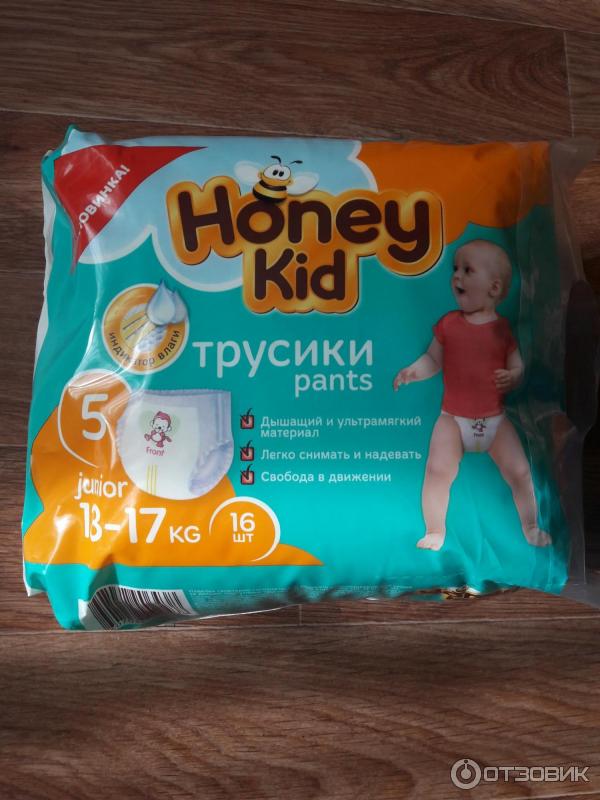 НОВИНКА!
Honey
Kid
индикатор влаги
трусики
pants
5
junior
13-17 KG
16
шт
Front
Дышащий и ультрамягкий
материал
Легко снимать и надевать
Свобода в движении
Front
ОТЗОВИК